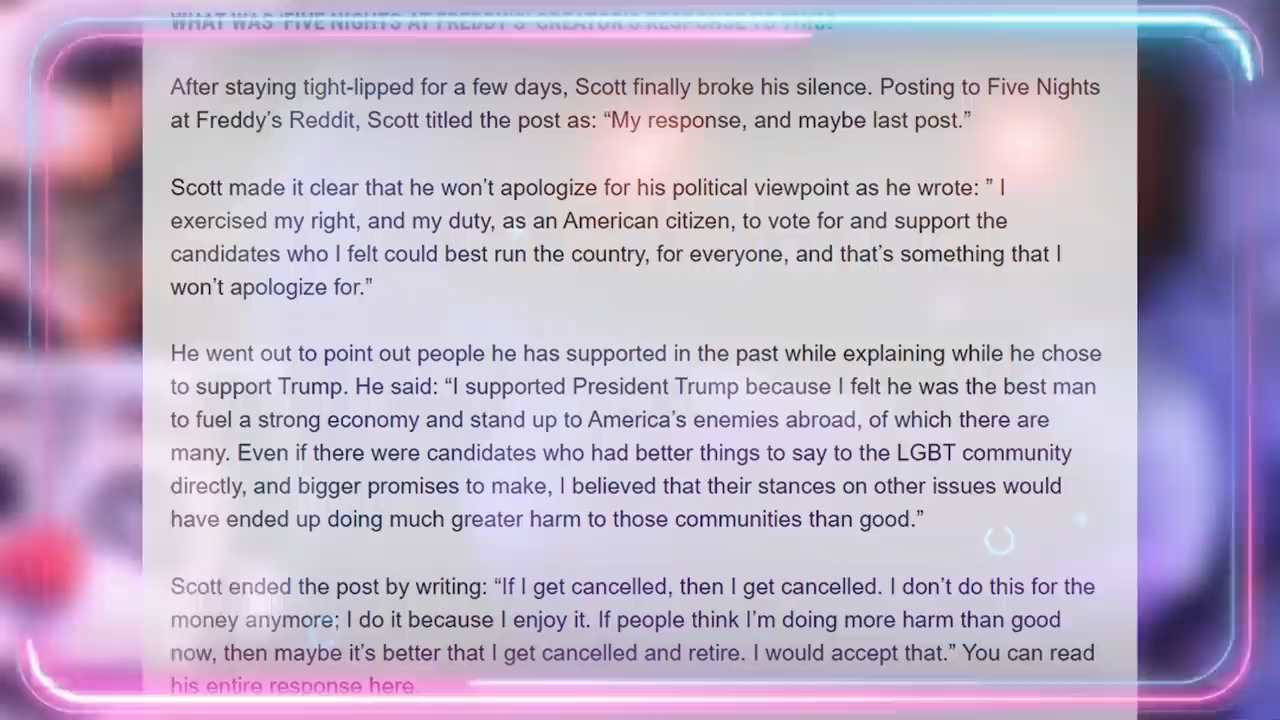 WHAT WAS 'FIVE NIGHTS AT FREDDY'S' CREATOR'S RESPONSE TO THIS?
After staying tight-lipped for a few days, Scott finally broke his silence. Posting to Five Nights
at Freddy’s Reddit, Scott titled the post as: “My response, and maybe last post.”
Scott made it clear that he won’t apologize for his political viewpoint as he wrote: ” I
exercised my right, and my duty, as an American citizen, to vote for and support the
candidates who I felt could best run the country, for everyone, and that’s something that I
won’t apologize for.”
He went out to point out people he has supported in the past while explaining while he chose
to support Trump. He said: “I supported President Trump because I felt he was the best man
to fuel a strong economy and stand up to America’s enemies abroad, of which there are
many. Even if there were candidates who had better things to say to the LGBT community
directly, and bigger promises to make, I believed that their stances on other issues would
have ended up doing much greater harm to those communities than good.”
Scott ended the post by writing: “If I get cancelled, then I get cancelled. I don’t do this for the
money anymore; I do it because I enjoy it. If people think I’m doing more harm than good
now, then maybe it’s better that I get cancelled and retire. I would accept that.” You can read
his entire response here